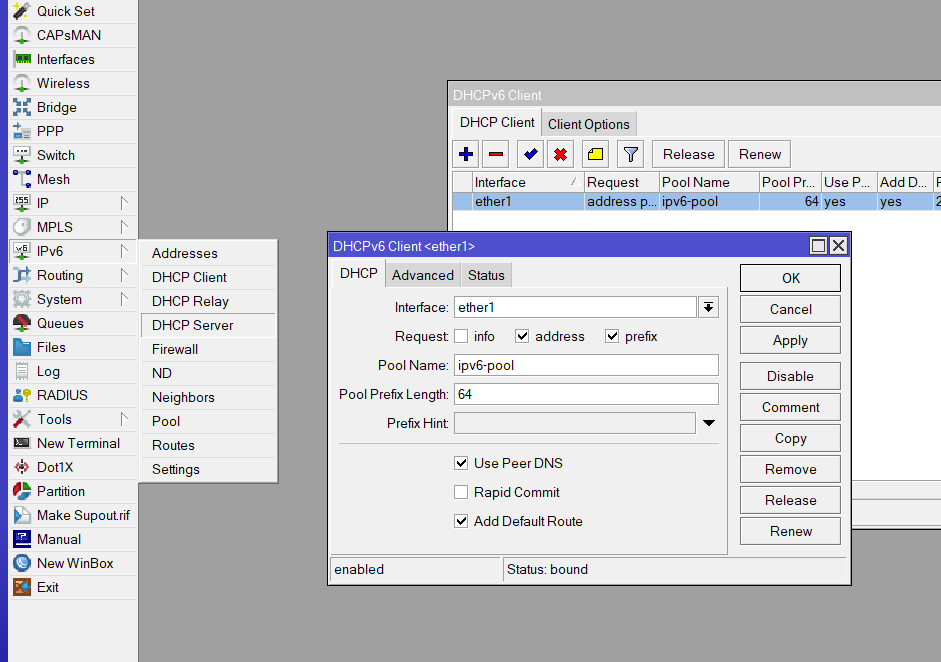 Quick Set
CAPsMAN
Interfaces
Wireless
Bridge
PPP
Switch
Mesh
255 IP
MPLS
v6 IPv6
Routing
System
Queues
Files
Log
RADIUS
Tools
New Terminal
Dot1X
Partition
Make Supout.rif
Manual
New WinBox
Exit
Addresses
DHCP Client
DHCP Relay
DHCP Server
Firewall
ND
Neighbors
Pool
Routes
Settings
DHCPv6 Client
DHCP Client Client Options
Release Renew
Interface Request Pool Name Pool Pr... Use P... Add D...
ether1 address p... ipv6-pool 64 yes yes
DHCPv6 Client <ether1>
DHCP Advanced Status
Interface: ether1
Request: info address prefix
Pool Name: ipv6-pool
Pool Prefix Length: 64
Prefix Hint:
Use Peer DNS
Rapid Commit
Add Default Route
OK
Cancel
Apply
Disable
Comment
Copy
Remove
Release
Renew
enabled Status: bound